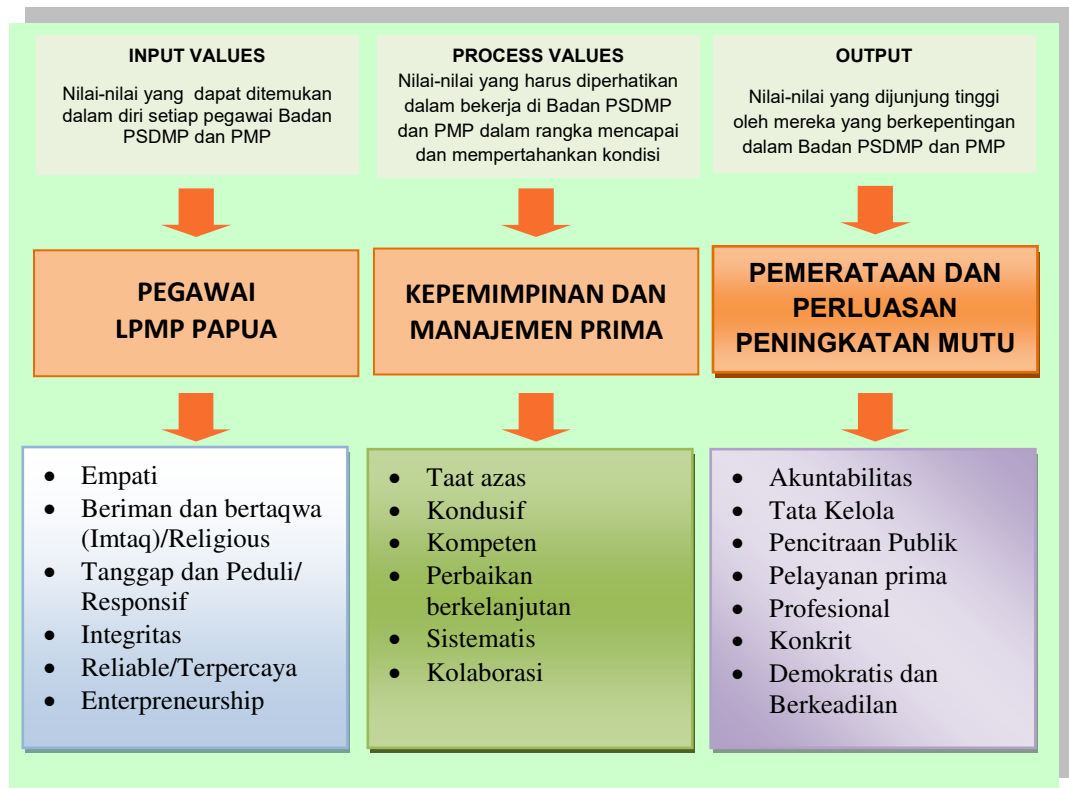 INPUT VALUES
Nilai-nilai yang dapat ditemukan
dalam diri setiap pegawai Badan
PSDMP dan PMP
PEGAWAI
LPMP PAPUA
• Empati
• Beriman dan bertaqwa
(Imtaq)/Religious
• Tanggap dan Peduli/
Responsif
• Integritas
• Reliable/Terpercaya
• Enterpreneurship
PROCESS VALUES
Nilai-nilai yang harus diperhatikan
dalam bekerja di Badan PSDMP
dan PMP dalam rangka mencapai
dan mempertahankan kondisi
KEPEMIMPINAN DAN
MANAJEMEN PRIMA
• Taat azas
• Kondusif
• Kompeten
• Perbaikan
berkelanjutan
• Sistematis
• Kolaborasi
OUTPUT
Nilai-nilai yang dijunjung tinggi
oleh mereka yang berkepentingan
dalam Badan PSDMP dan PMP
PEMERATAAN DAN
PERLUASAN
PENINGKATAN MUTU
• Akuntabilitas
• Tata Kelola
• Pencitraan Publik
• Pelayanan prima
• Profesional
• Konkrit
• Demokratis dan
Berkeadilan